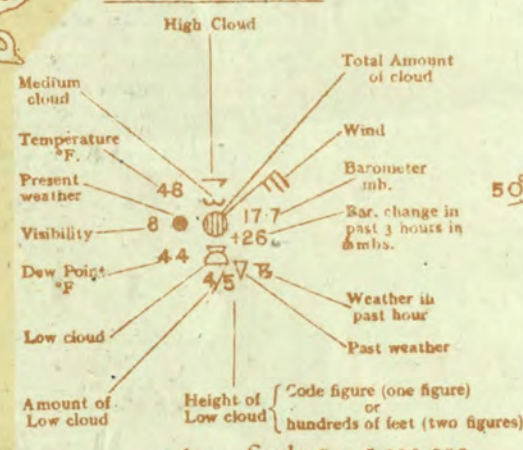 High Cloud
Total Amount
of cloud
Medium
cloud
Wind
Temperature
°F.
Barometer
mb.
Present
weather
48
50
17.7
Bar. change in
past 3 hours in
mbs.
8
+26
Visibility
44
Dew Point
°F
4/5
Weather in
past hour
Low cloud
Past weather
Amount of
Low cloud
Height of
Low cloud
Code figure (one figure)
or
hundreds of feet (two figures)